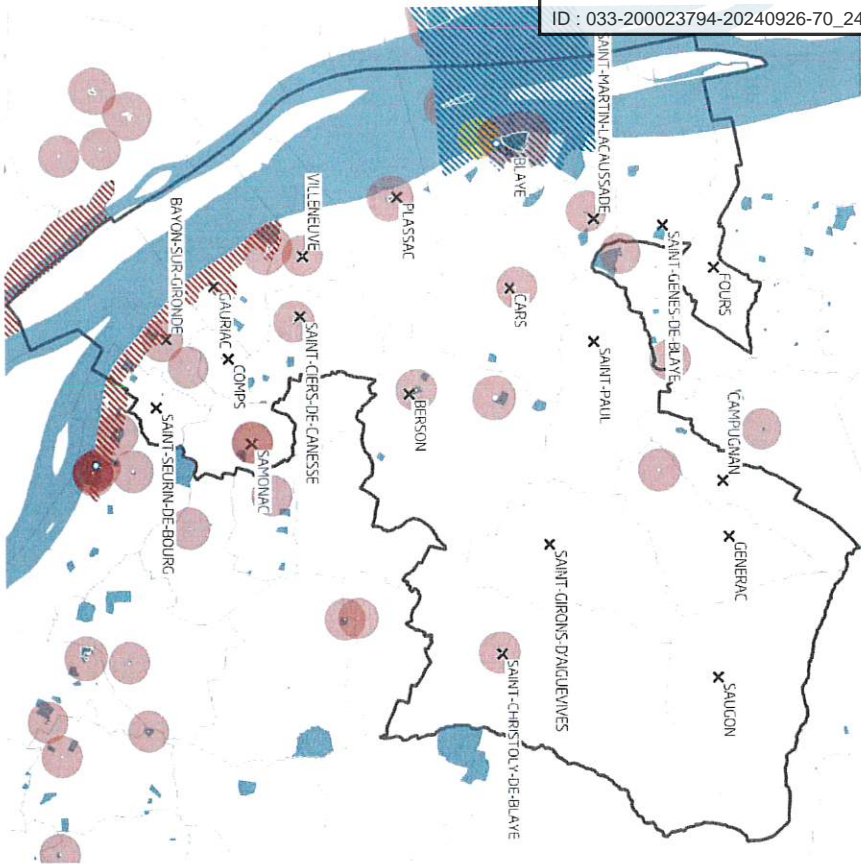 ID : 033-200023794-20240926-70_24
SAINT-MARTIN-LACAUSSADE
BLAYE
SAINT-GENES-DE-BLAYE
FOURS
PLASSAC
VILLENEUVE
CARS
GAURIAC
BAYON-SUR-GIRONDE
SAINT-CIERS-DE-CANESSE
COMPS
SAINT-PAUL
BERSON
CAMPUGNAN
SAMONAC
SAINT-SEURIN-DE-BOURG
GENERAC
SAINT-GIRONS-D'AIGUEVIVES
SAINT-CHRISTOLY-DE-BLAYE
SAUGON